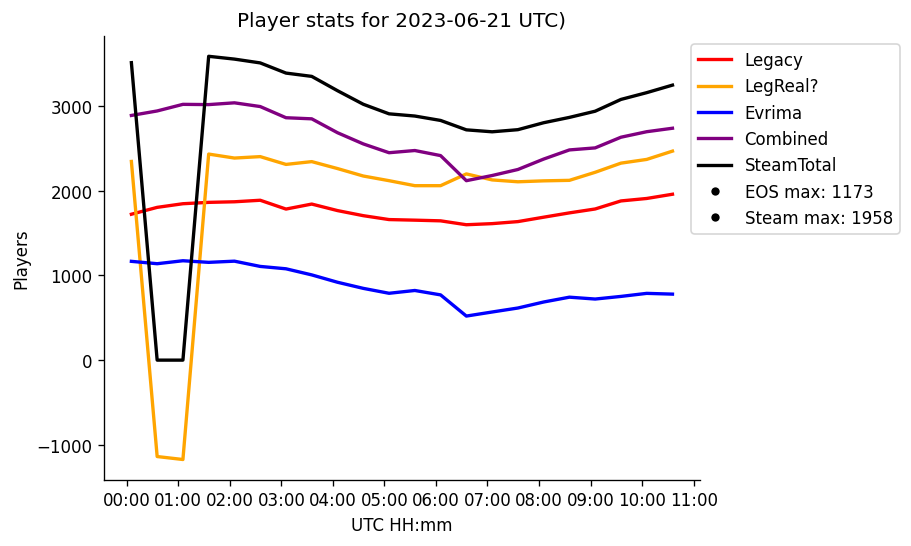 Player stats for 2023-06-21 UTC)
Legacy
LegReal?
Evrima
Combined
SteamTotal
EOS max: 1173
Steam max: 1958
Players
3000
2000
1000
0
−1000
00:00 01:00 02:00 03:00 04:00 05:00 06:00 07:00 08:00 09:00 10:00 11:00
UTC HH:mm